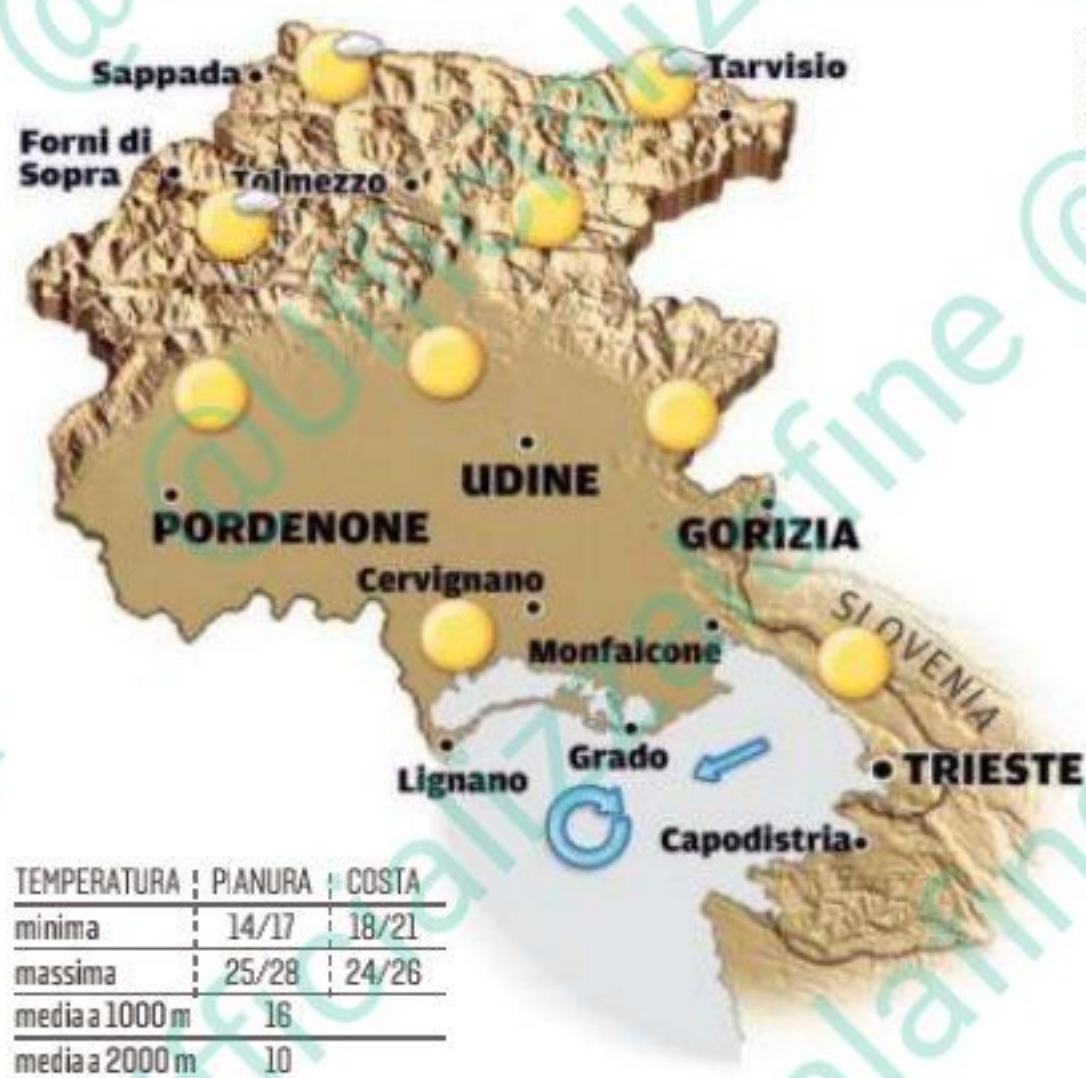 Sappada
Tarvisio
Forni di
Sopra
Tolmezzo
UDINE
PORDENONE
GORIZIA
Cervignano
SLOVENIA
Monfalcone
Grado
Lignano
TRIESTE
Capodistria
TEMPERATURA PIANURA COSTA
minima 14/17 18/21
massima 25/28 24/26
media a 1000 m 16
media a 2000 m 10